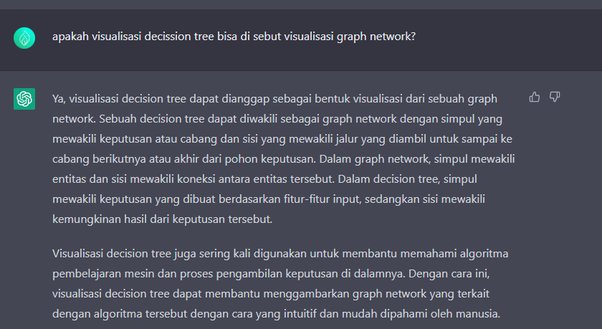 apakah visualisasi decission tree bisa di sebut visualisasi graph network?
Ya, visualisasi decision tree dapat dianggap sebagai bentuk visualisasi dari sebuah graph
network. Sebuah decision tree dapat diwakili sebagai graph network dengan simpul yang
mewakili keputusan atau cabang dan sisi yang mewakili jalur yang diambil untuk sampai ke
cabang berikutnya atau akhir dari pohon keputusan. Dalam graph network, simpul mewakili
entitas dan sisi mewakili koneksi antara entitas tersebut. Dalam decision tree, simpul
mewakili keputusan yang dibuat berdasarkan fitur-fitur input, sedangkan sisi mewakili
kemungkinan hasil dari keputusan tersebut.
Visualisasi decision tree juga sering kali digunakan untuk membantu memahami algoritma
pembelajaran mesin dan proses pengambilan keputusan di dalamnya. Dengan cara ini,
visualisasi decision tree dapat membantu menggambarkan graph network yang terkait
dengan algoritma tersebut dengan cara yang intuitif dan mudah dipahami oleh manusia.